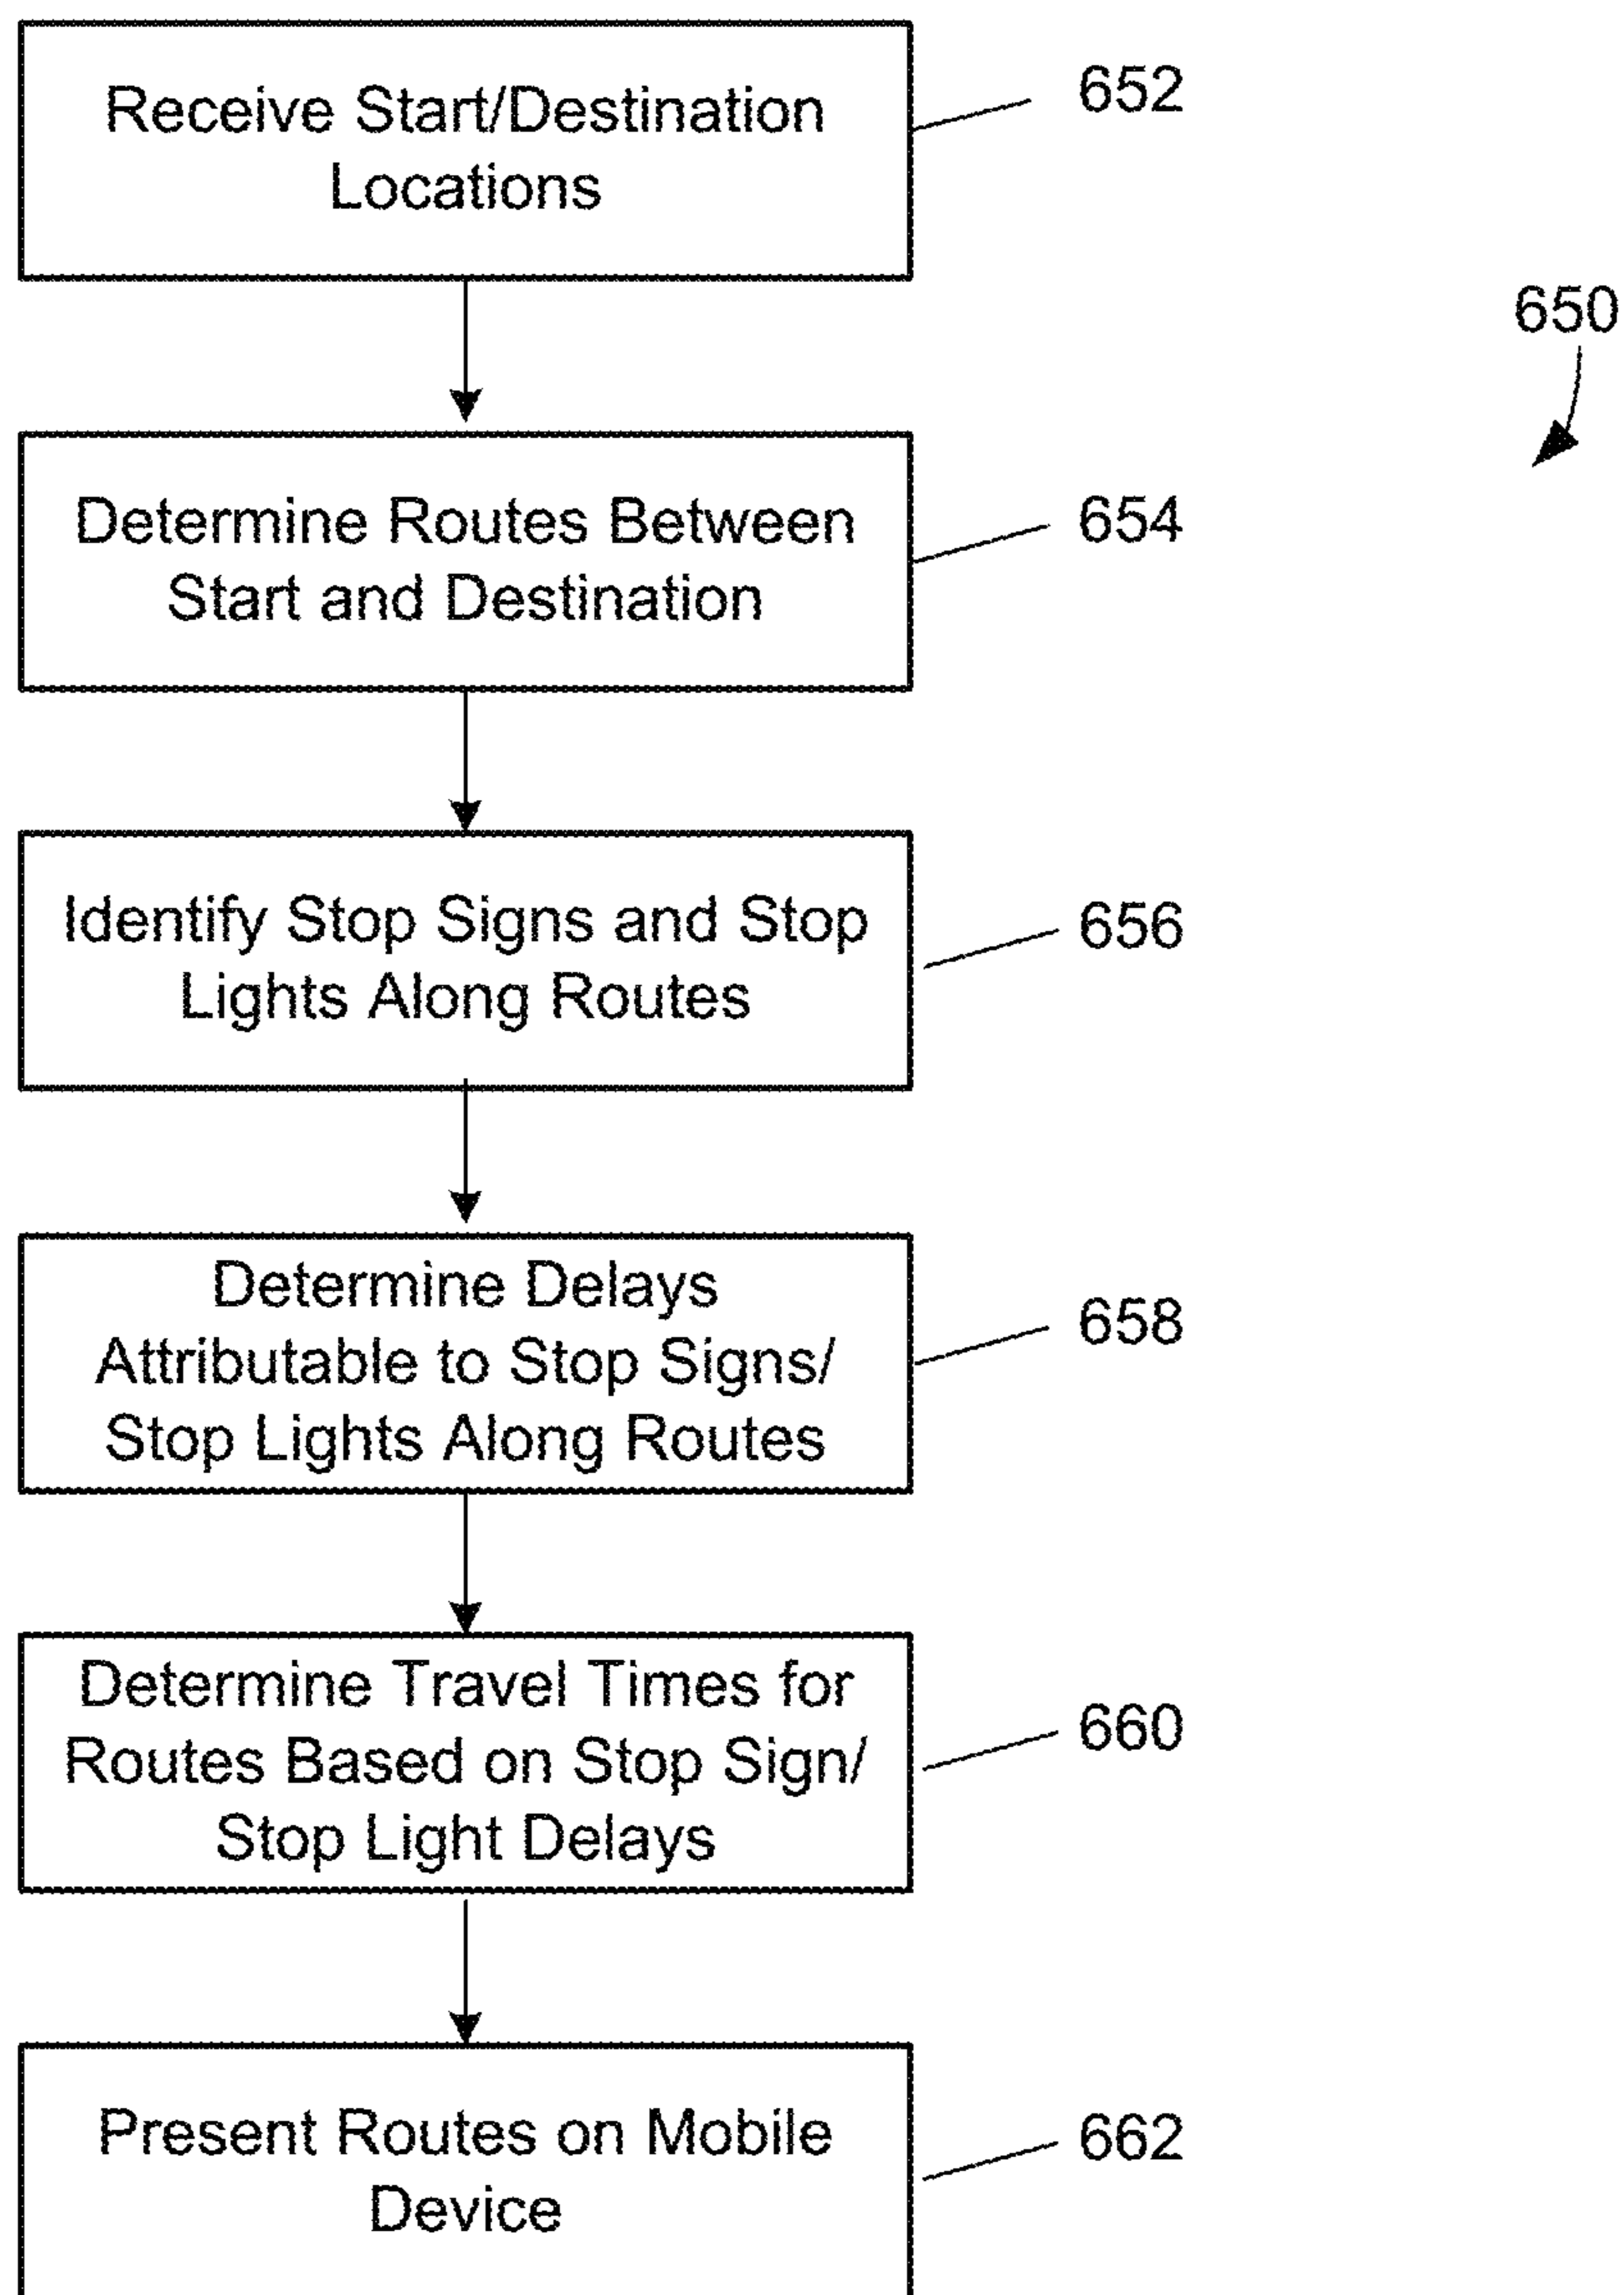 Receive Start/Destination
Locations
652
650
Determine Routes Between
Start and Destination
654
Identify Stop Signs and Stop
Lights Along Routes
656
Determine Delays
Attributable to Stop Signs/
Stop Lights Along Routes
658
Determine Travel Times for
Routes Based on Stop Sign/
Stop Light Delays
660
Present Routes on Mobile
Device
662